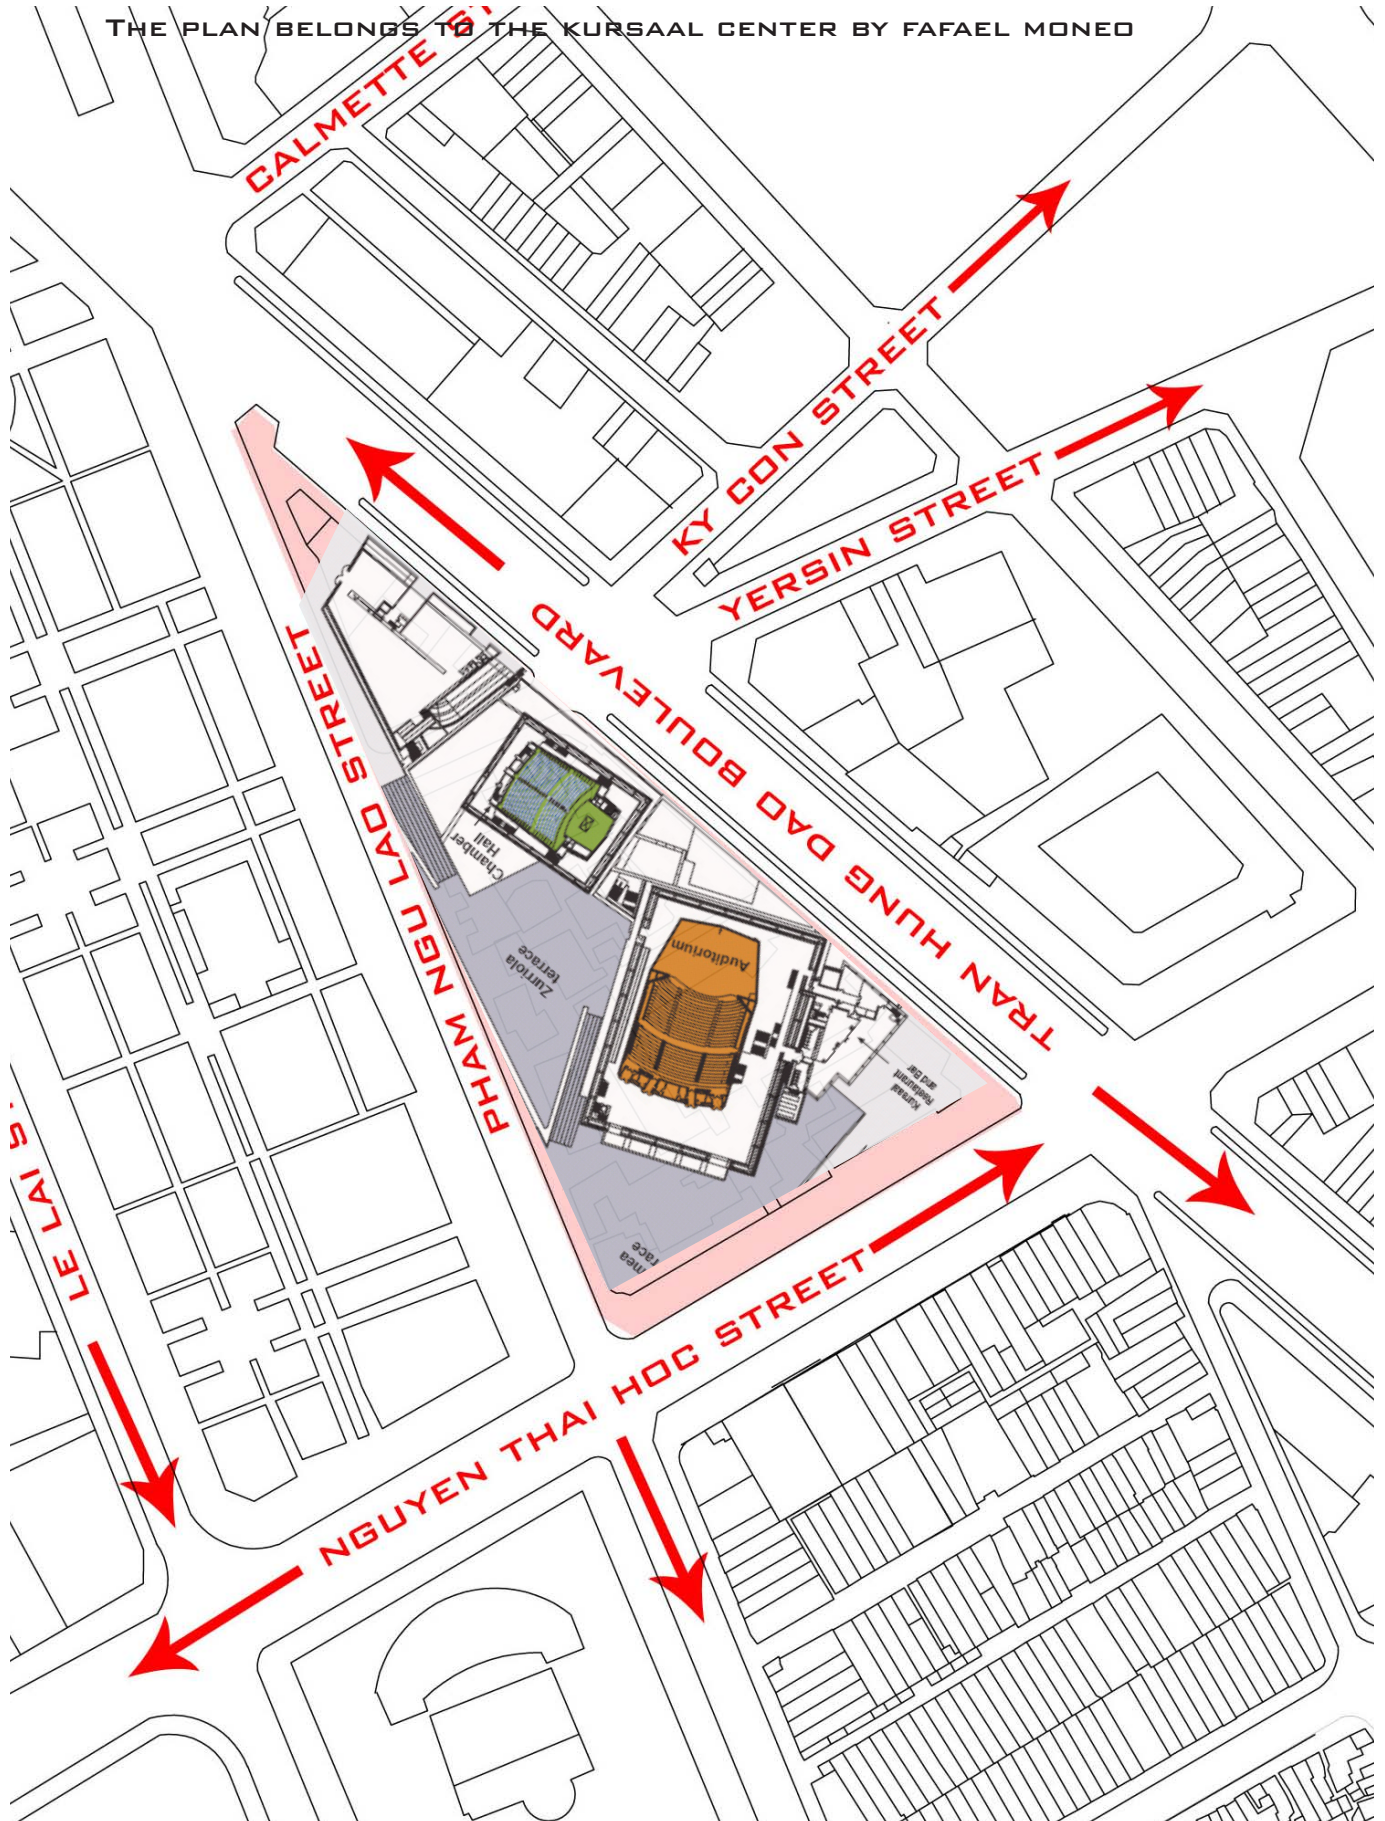 THE PLAN BELONGS TO THE KURSAAL CENTER BY FAFAEL MONEO
CALMETTE ST
KY CON STREET
YERSIN STREET
TRAN HUNG DAO BOULEVARD
PHAM NGU LAO STREET
Chamber
Hall
Zurriola
terrace
Auditorium
Kursaal
Restaurant
and Bar
LE LAI S
NGUYEN THAI HOC STREET
mea
race